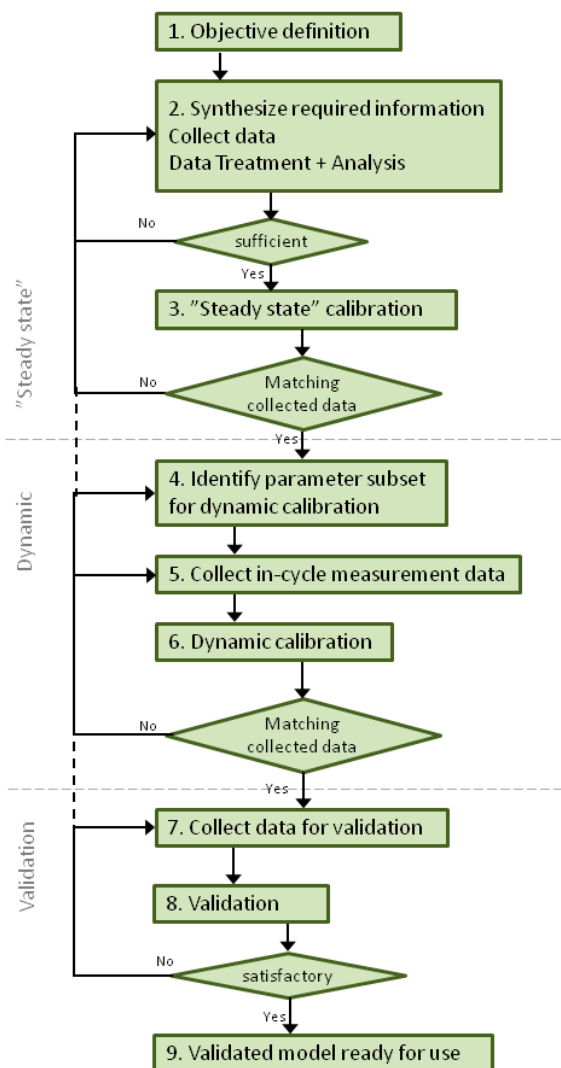 1. Objective definition
2. Synthesize required information
Collect data
Data Treatment + Analysis
No
sufficient
Yes
3. ”Steady state” calibration
”Steady state”
No
Matching
collected data
Yes
4. Identify parameter subset
for dynamic calibration
Dynamic
5. Collect in-cycle measurement data
6. Dynamic calibration
No
Matching
collected data
Yes
7. Collect data for validation
Validation
8. Validation
No
satisfactory
Yes
9. Validated model ready for use